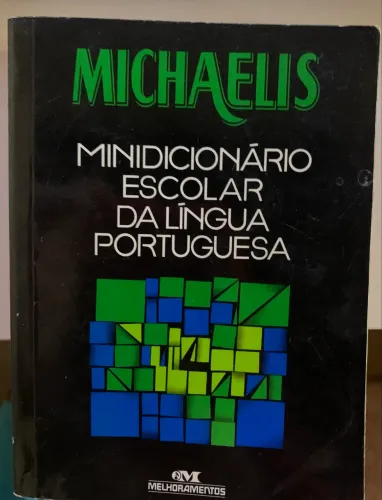 MICHAELIS
MINIDICIONÁRIO
ESCOLAR
DA LÍNGUA
PORTUGUESA
MELHORAMENTOS